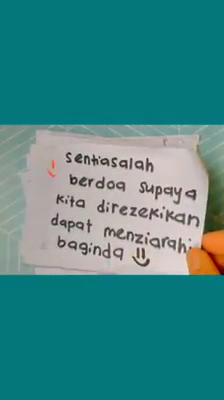 sentiasalah
berdoa supaya
kita direzekikan
dapat menziarahi
baginda